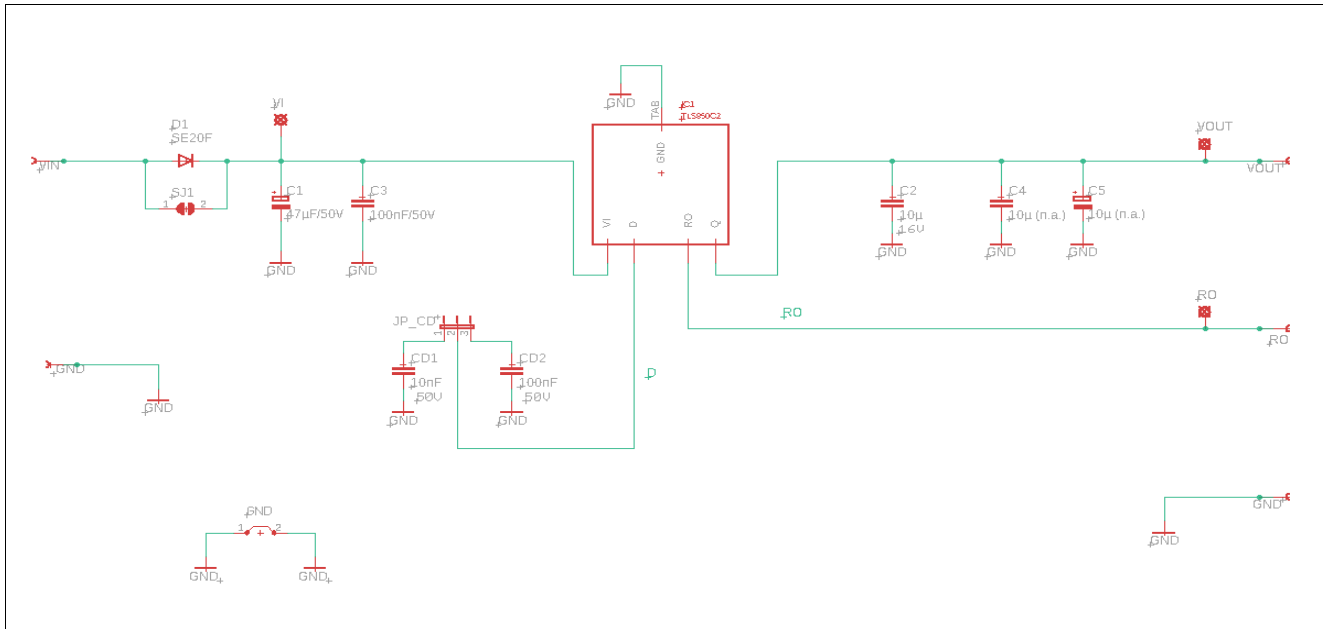 VI
D1
SE20F
VIN
SJ1
1 2
C1
47µF/50V
C3
100nF/50V
GND
GND
GND
TAB
IC1
GND
VI
D
RO
Q
VOUT
VOUT
C2
10µ
16V
GND
C4
10µ (n.a.)
GND
C5
10µ (n.a.)
GND
RO
RO
RO
JP_CD
1
2
3
CD1
10nF
50V
GND
CD2
100nF
50V
GND
D
GND
GND
GND
GND
GND
1 2
GND
GND